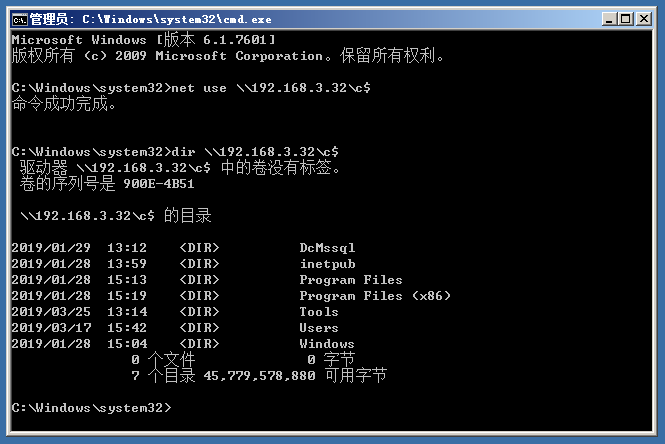 管理员: C:\Windows\system32\cmd.exe
Microsoft Windows [版本 6.1.7601]
版权所有 (c) 2009 Microsoft Corporation。保留所有权利。
C:\Windows\system32>net use \\192.168.3.32\c$
命令成功完成。
C:\Windows\system32>dir \\192.168.3.32\c$
驱动器 \\192.168.3.32\c$ 中的卷没有标签。
卷的序列号是 900E-4B51
\\192.168.3.32\c$ 的目录
2019/01/29  13:12    <DIR>          DcMssql
2019/01/28  13:59    <DIR>          inetpub
2019/01/28  15:13    <DIR>          Program Files
2019/01/28  15:19    <DIR>          Program Files (x86)
2019/03/25  13:14    <DIR>          Tools
2019/03/17  15:42    <DIR>          Users
2019/01/28  15:04    <DIR>          Windows
0 个文件              0 字节
7 个目录 45,779,578,880 可用字节
C:\Windows\system32>